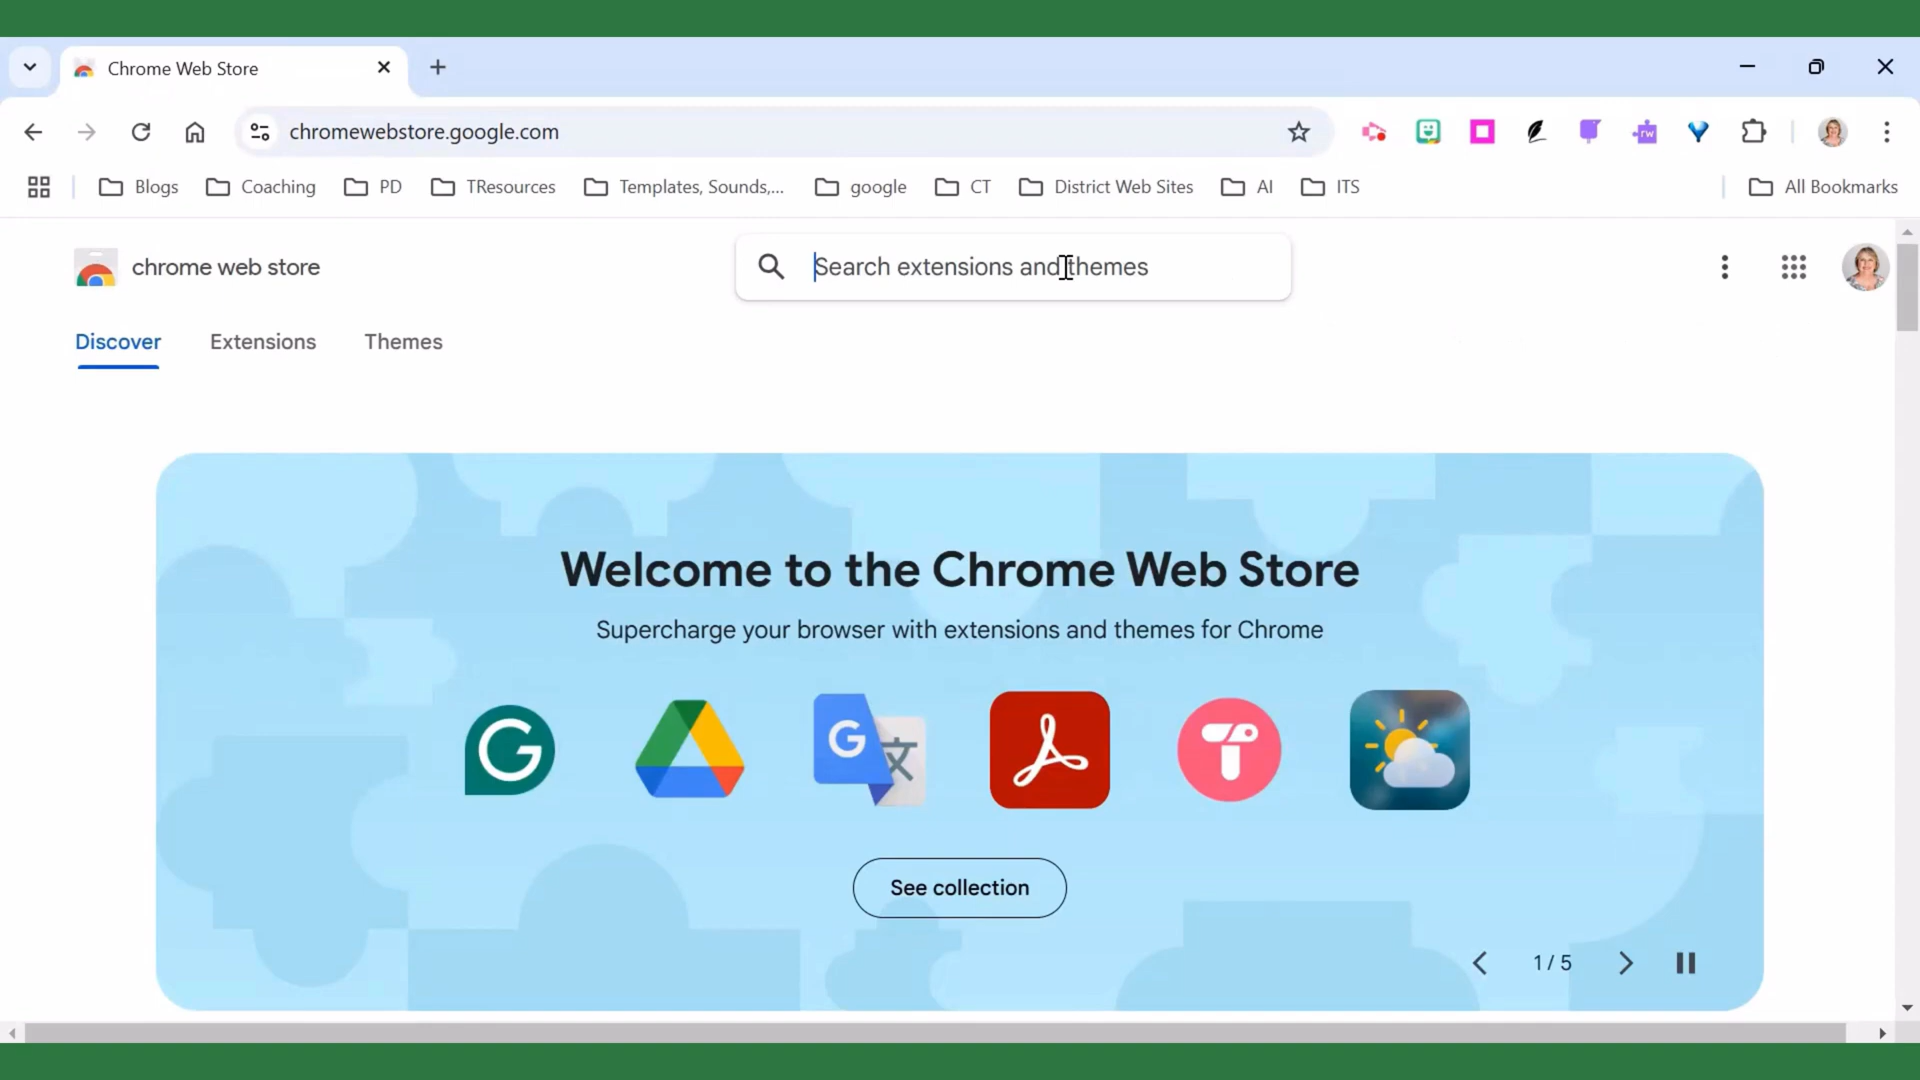 Chrome Web Store
chromewebstore.google.com
rw
Blogs Coaching PD TResources Templates, Sounds,... google CT District Web Sites AI ITS All Bookmarks
chrome web store
Search extensions and themes
Discover Extensions Themes
Welcome to the Chrome Web Store
Supercharge your browser with extensions and themes for Chrome
G G 文 T
See collection
1 / 5